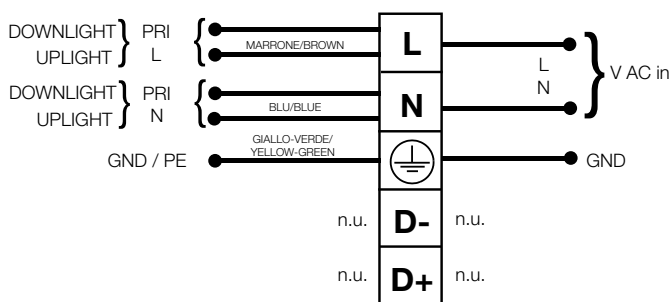 DOWNLIGHT PRI
UPLIGHT L
MARRONE/BROWN
L
L
N
V AC in
DOWNLIGHT PRI
UPLIGHT N
BLU/BLUE
N
GND / PE
GIALLO-VERDE/
YELLOW-GREEN
GND
n.u. D- n.u.
n.u. D+ n.u.